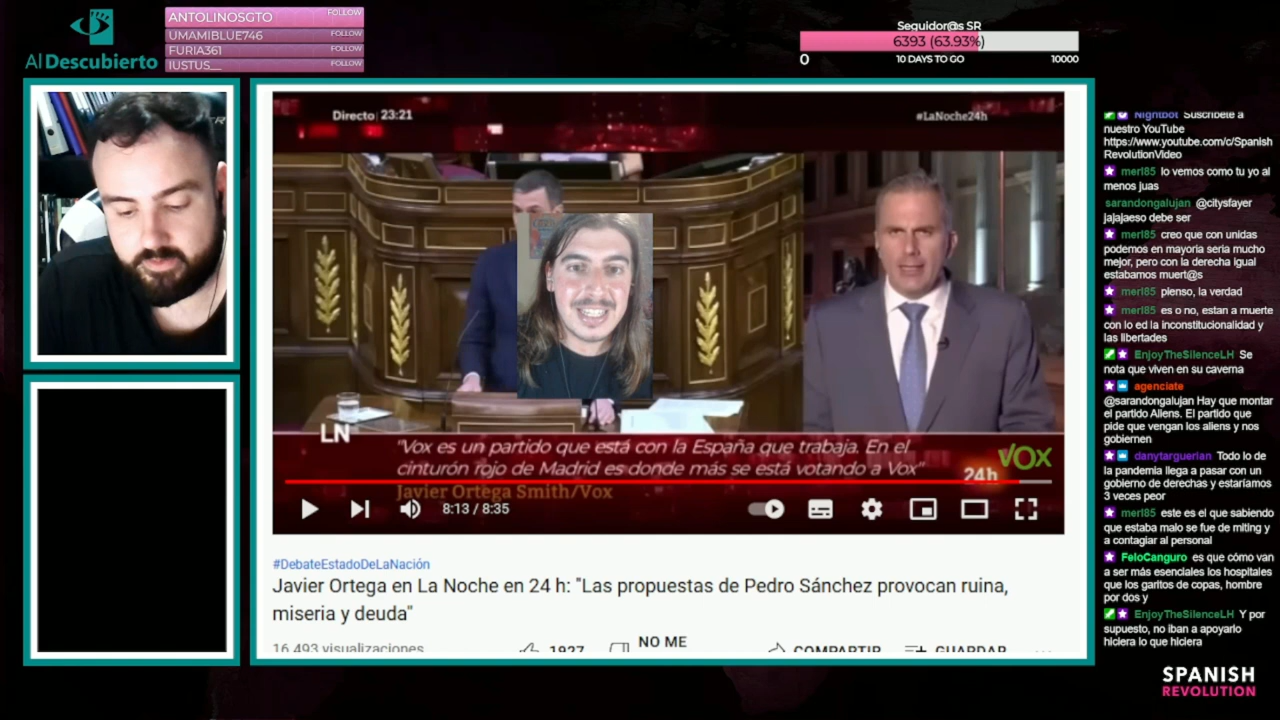 Al Descubierto
ANTOLINOSGTO FOLLOW
UMAMIBLUE746 FOLLOW
FURIA361 FOLLOW
IUSTUS__ FOLLOW
Seguidor@s SR
6393 (63.93%)
0 10 DAYS TO GO 10000
Directo 23:21
#LaNoche24h
LN
"Vox es un partido que está con la España que trabaja. En el
cinturón rojo de Madrid es donde más se está votando a Vox"
Javier Ortega Smith/Vox
24h
VOX
8:13 / 8:35
#DebateEstadoDeLaNación
Javier Ortega en La Noche en 24 h: "Las propuestas de Pedro Sánchez provocan ruina,
miseria y deuda"
16.493 visualizaciones
1927
NO ME
COMPARTIR
GUARDAR
Nightbot Suscríbete a
nuestro YouTube
https://www.youtube.com/c/Spanish
RevolutionVideo
merl85 lo vemos como tu yo al
menos juas
sarandongalujan @citysfayer
jajajaeso debe ser
merl85 creo que con unidas
podemos en mayoria seria mucho
mejor, pero con la derecha igual
estabamos muert@s
merl85 pienso, la verdad
merl85 es o no, estan a muerte
con lo ed la inconstitucionalidad y
las libertades
EnjoyTheSilenceLH Se
nota que viven en su caverna
agenciate
@sarandongalujan Hay que montar
el partido Aliens. El partido que
pide que vengan los aliens y nos
gobiernen
danytarguerian Todo lo de
la pandemia llega a pasar con un
gobierno de derechas y estaríamos
3 veces peor
merl85 este es el que sabiendo
que estaba malo se fue de miting y
a contagiar al personal
FeloCanguro es que cómo van
a ser más esenciales los hospitales
que los garitos de copas, hombre
por dos y
EnjoyTheSilenceLH Y por
supuesto, no iban a apoyarlo
hiciera lo que hiciera
SPANISH
REVOLUTION